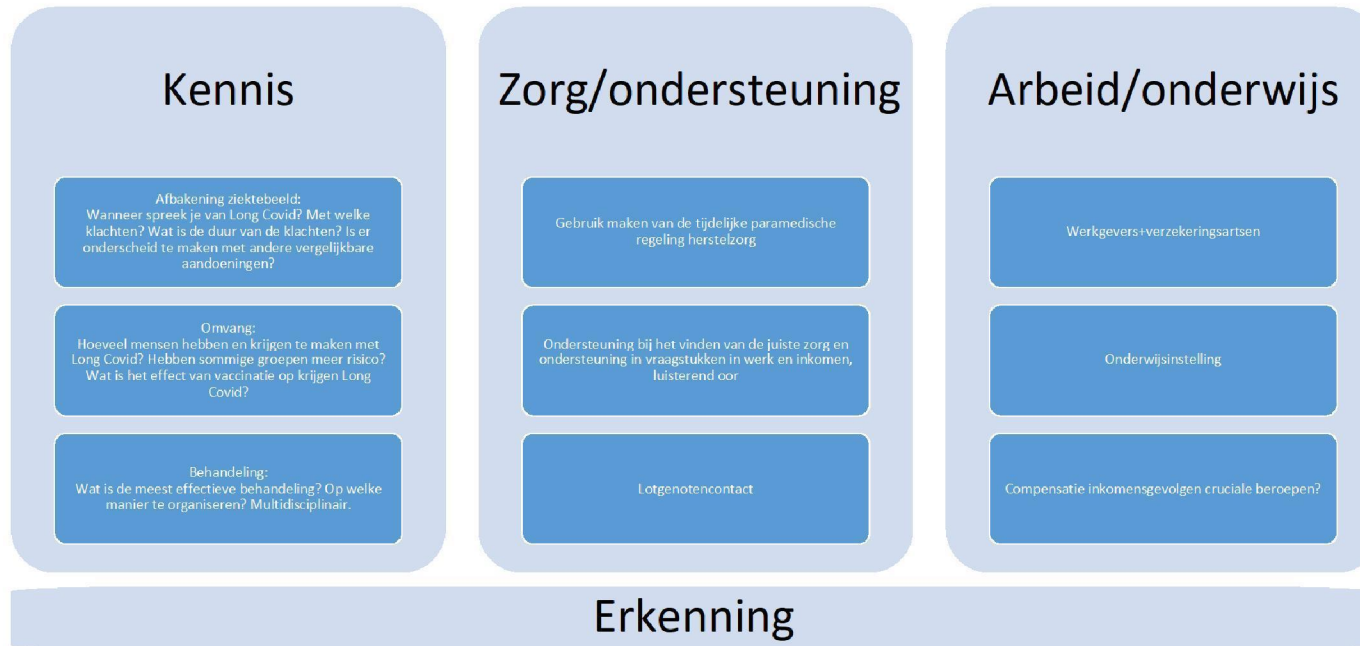 Kennis
Afbakening ziektebeeld:
Wanneer spreek je van Long Covid? Met welke
klachten? Wat is de duur van de klachten? Is er
onderscheid te maken met andere vergelijkbare
aandoeningen?
Omvang:
Hoeveel mensen hebben en krijgen te maken met
Long Covid? Hebben sommige groepen meer risico?
Wat is het effect van vaccinatie op krijgen Long
Covid?
Behandeling:
Wat is de meest effectieve behandeling? Op welke
manier te organiseren? Multidisciplinair.
Zorg/ondersteuning
Gebruik maken van de tijdelijke paramedische
regeling herstelzorg
Ondersteuning bij het vinden van de juiste zorg en
ondersteuning in vraagstukken in werk en inkomen,
luisterend oor
Lotgenotencontact
Arbeid/onderwijs
Werkgevers+verzekeringsartsen
Onderwijsinstelling
Compensatie inkomensgevolgen cruciale beroepen?
Erkenning